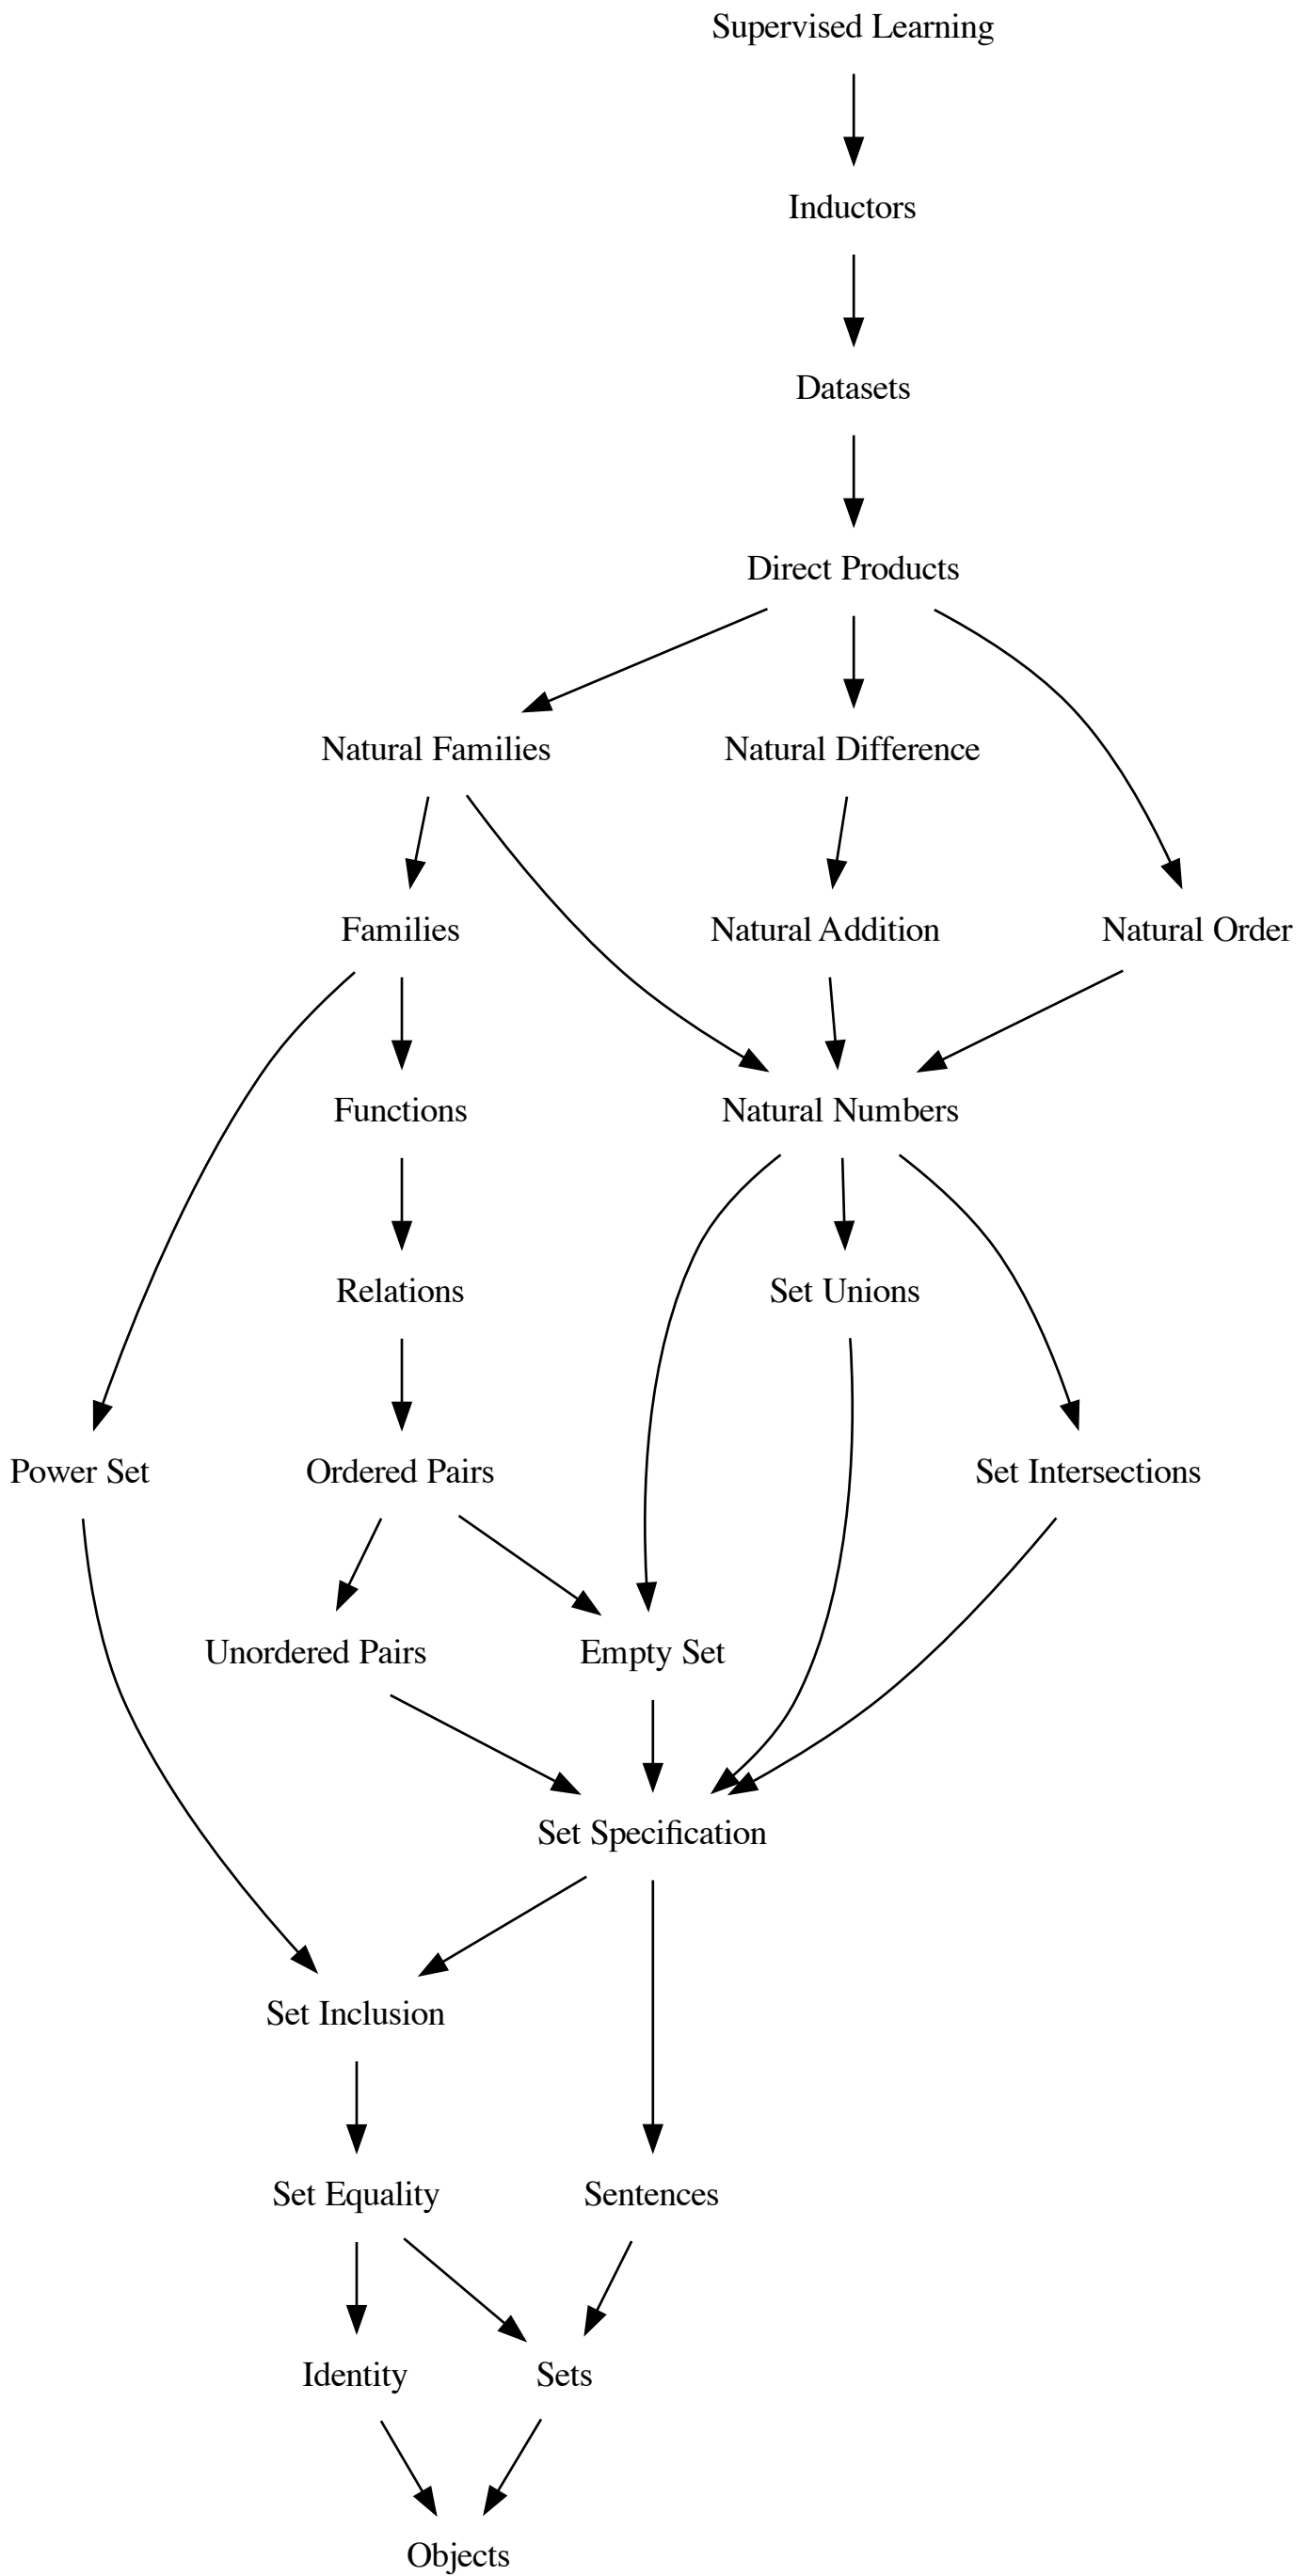 Supervised Learning
Inductors
Datasets
Direct Products
Natural Families
Natural Difference
Families
Natural Addition
Natural Order
Functions
Natural Numbers
Relations
Set Unions
Power Set
Ordered Pairs
Set Intersections
Unordered Pairs
Empty Set
Set Specification
Set Inclusion
Set Equality
Sentences
Identity
Sets
Objects